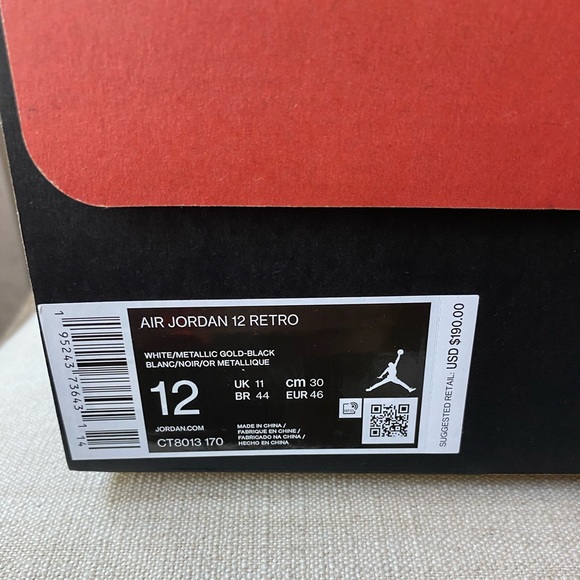 AIR JORDAN 12 RETRO
WHITE/METALLIC GOLD-BLACK
BLANC/NOIR/OR METALLIQUE
12
UK 11
cm 30
BR 44
EUR 46
JORDAN.COM
CT8013 170
MADE IN CHINA /
FABRIQUE EN CHINE /
FABRICADO NA CHINA /
HECHO EN CHINA
SUGGESTED RETAIL: USD $190.00
1 95243 73643 1 14